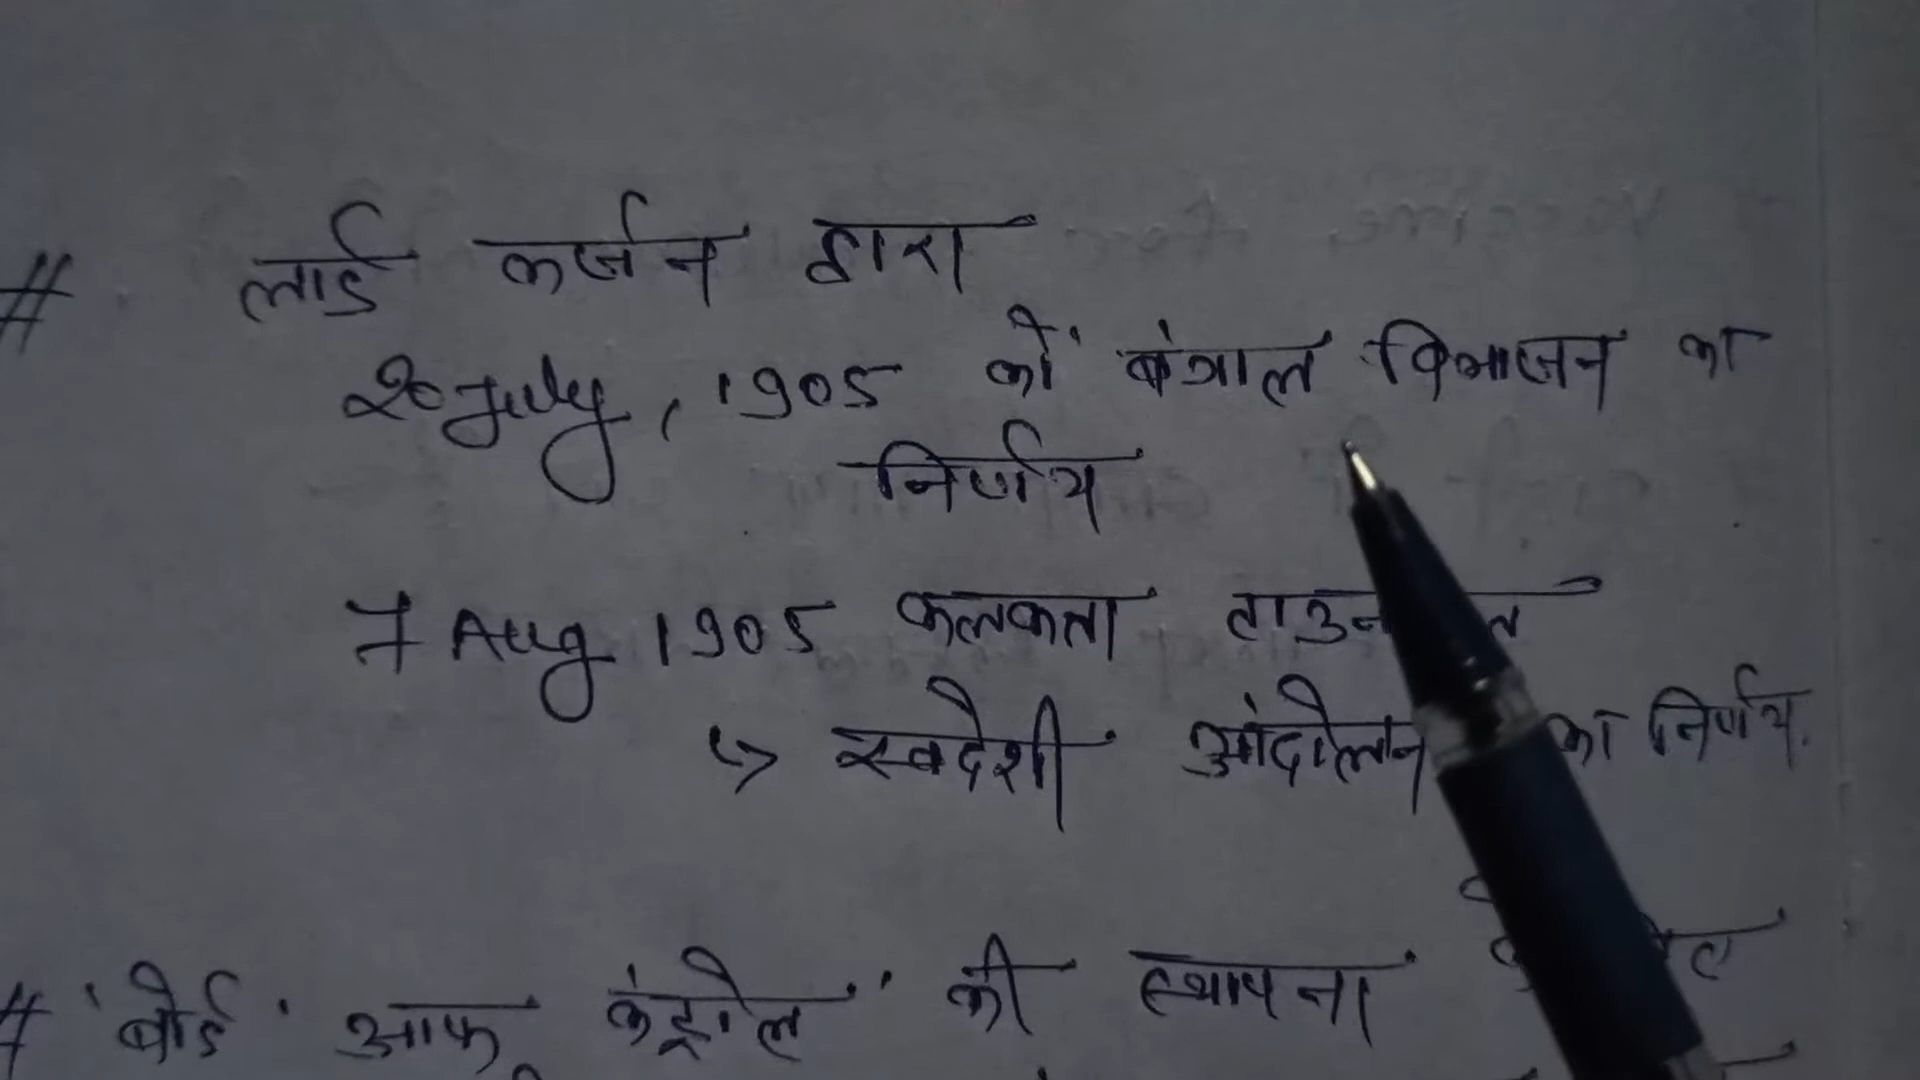 # लार्ड कर्जन द्वारा
20 July, 1905 कों बंगाल विभाजन का
निर्णय
7 Aug 1905 कलकता
↳ स्वदेशी आंदोलन का निर्णय.
# 'बोर्ड' आफ कंट्रोल' की स्थापना